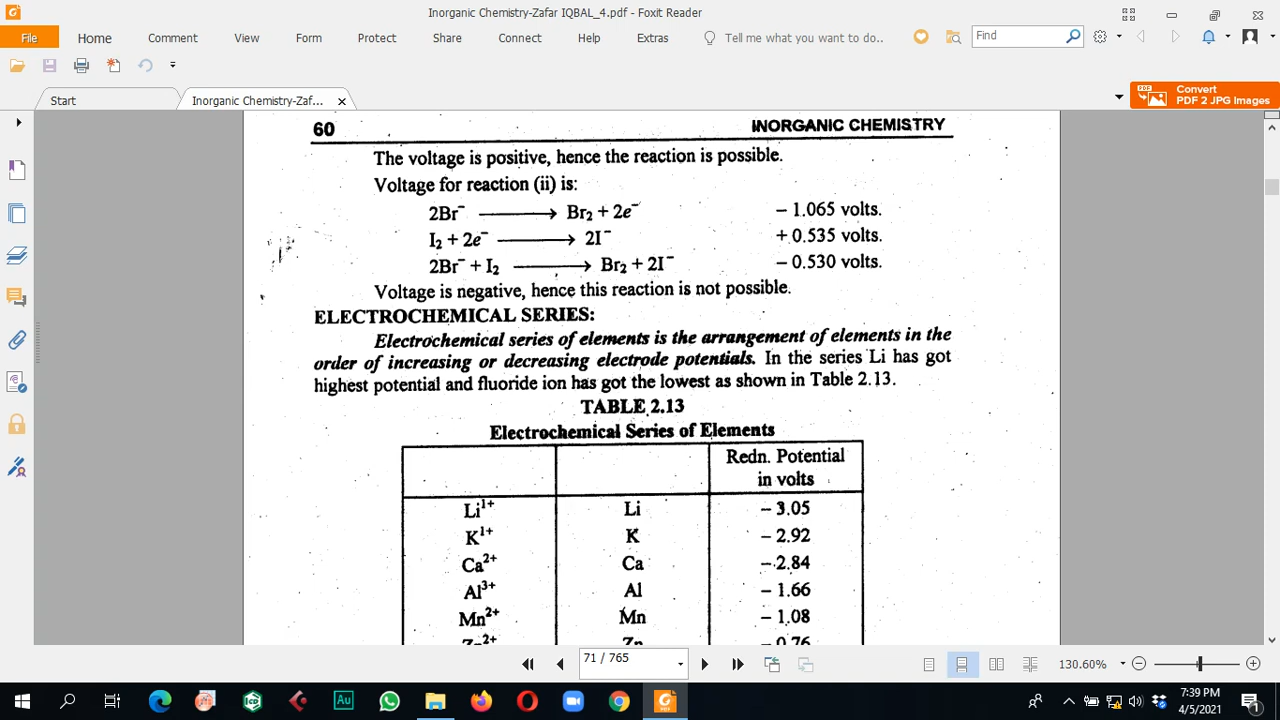 Inorganic Chemistry-Zafar IQBAL_4.pdf - Foxit Reader
File Home Comment View Form Protect Share Connect Help Extras Tell me what you want to do.. Find
Start Inorganic Chemistry-Zaf... Convert
PDF 2 JPG Images
60 INORGANIC CHEMISTRY
The voltage is positive, hence the reaction is possible.
Voltage for reaction (ii) is:
2Br⁻ ⟶ Br₂ + 2e⁻ – 1.065 volts.
I₂ + 2e⁻ ⟶ 2I⁻ + 0.535 volts.
2Br⁻ + I₂ ⟶ Br₂ + 2I⁻ – 0.530 volts.
Voltage is negative, hence this reaction is not possible.
ELECTROCHEMICAL SERIES:
Electrochemical series of elements is the arrangement of elements in the
order of increasing or decreasing electrode potentials. In the series Li has got
highest potential and fluoride ion has got the lowest as shown in Table 2.13.
TABLE 2.13
Electrochemical Series of Elements
Redn. Potential
in volts
Li¹⁺ Li – 3.05
K¹⁺ K – 2.92
Ca²⁺ Ca – 2.84
Al³⁺ Al – 1.66
Mn²⁺ Mn – 1.08
Zn²⁺ Zn – 0.76
71 / 765 130.60%
7:39 PM
4/5/2021